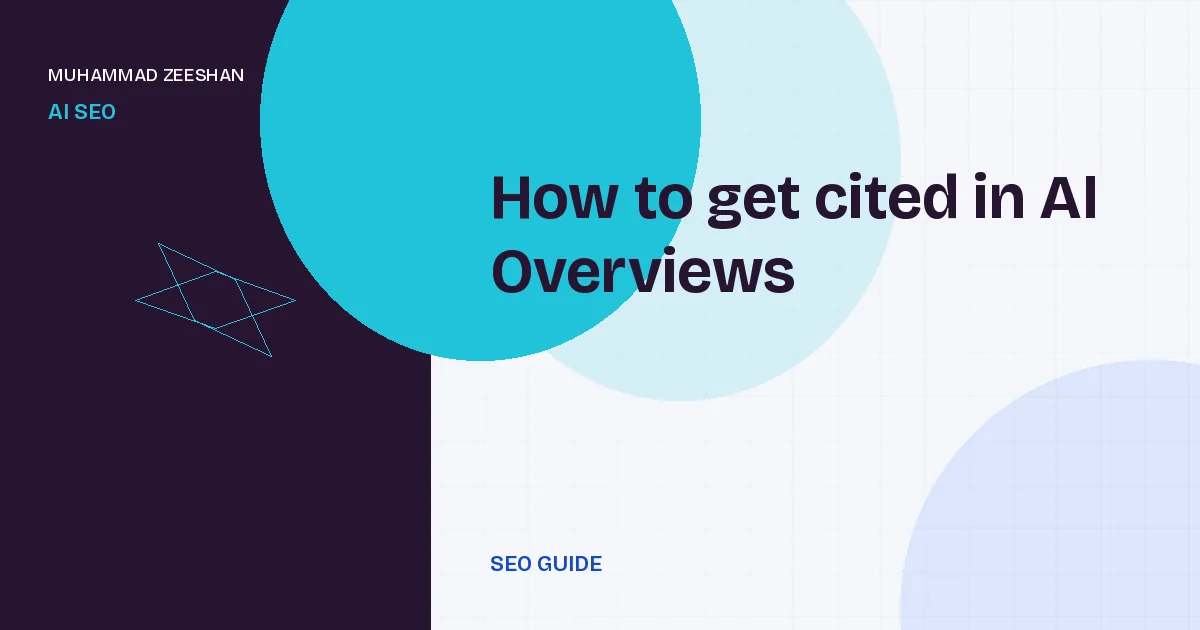 MUHAMMAD ZEESHAN
AI SEO
How to get cited in AI
Overviews
SEO GUIDE